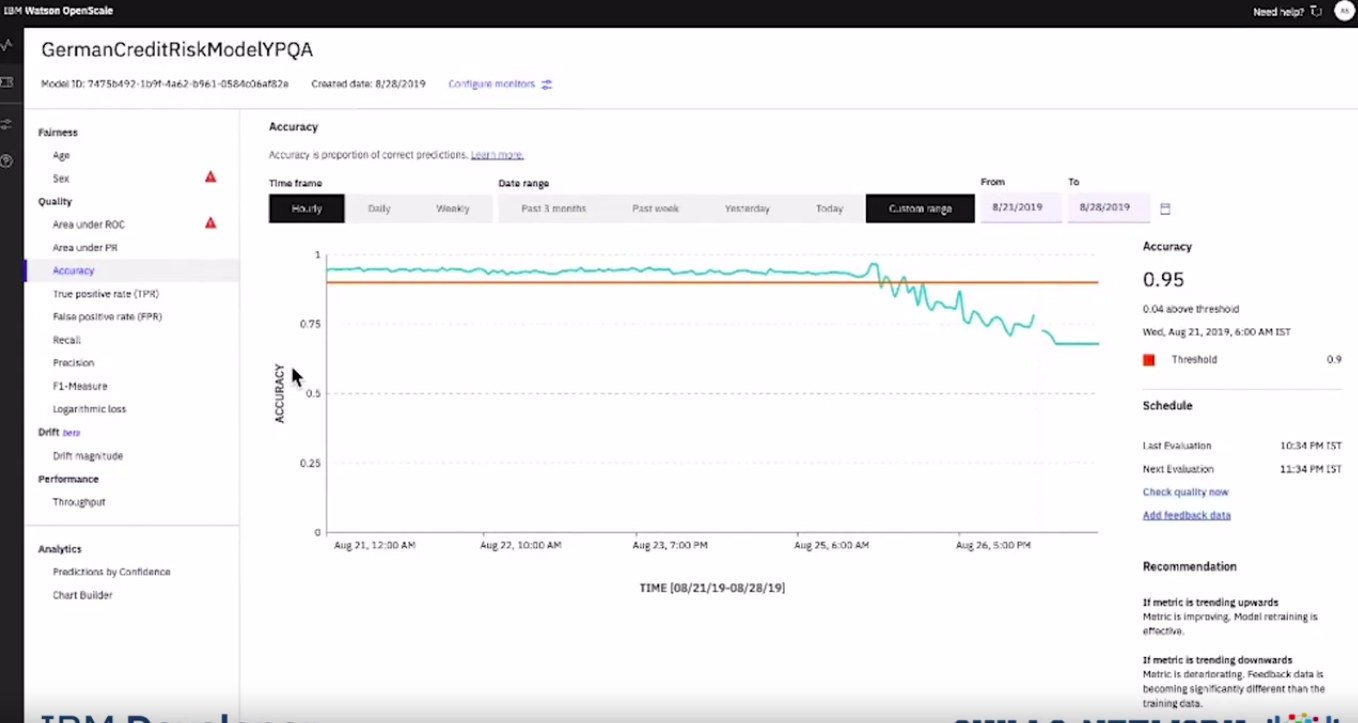 IBM Watson OpenScale
Need help?
GermanCreditRiskModelYPQA
Model ID: 7475b492-1b9f-4a62-b961-0584c06af82e Created date: 8/28/2019 Configure monitors
Fairness
Age
Sex
Quality
Area under ROC
Area under PR
Accuracy
True positive rate (TPR)
False positive rate (FPR)
Recall
Precision
F1-Measure
Logarithmic loss
Drift beta
Drift magnitude
Performance
Throughput
Analytics
Predictions by Confidence
Chart Builder
Accuracy
Accuracy is proportion of correct predictions. Learn more.
Time frame
Date range
From
To
Hourly Daily Weekly
Past 3 months Past week Yesterday Today Custom range
8/21/2019
8/28/2019
1
0.75
0.5
0.25
0
ACCURACY
Aug 21, 12:00 AM Aug 22, 10:00 AM Aug 23, 7:00 PM Aug 25, 6:00 AM Aug 26, 5:00 PM
TIME [08/21/19-08/28/19]
Accuracy
0.95
0.04 above threshold
Wed, Aug 21, 2019, 6:00 AM IST
Threshold 0.9
Schedule
Last Evaluation 10:34 PM IST
Next Evaluation 11:34 PM IST
Check quality now
Add feedback data
Recommendation
If metric is trending upwards
Metric is improving. Model retraining is
effective.
If metric is trending downwards
Metric is deteriorating. Feedback data is
becoming significantly different than the
training data.
IBM Developer
SKILLS NETWORK